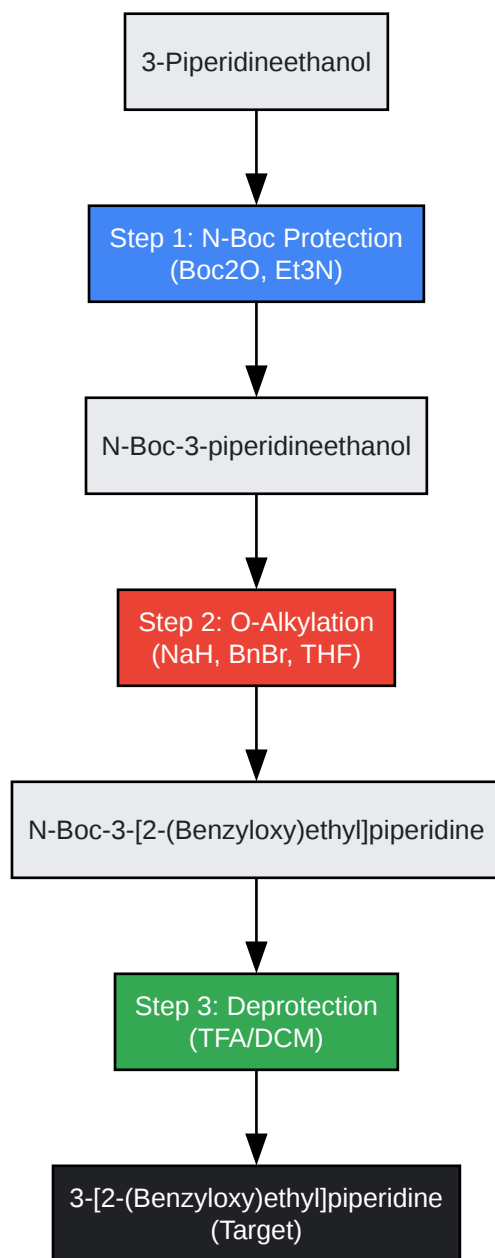 3-Piperidineethanol
Step 1: N-Boc Protection
(Boc2O, Et3N)
N-Boc-3-piperidineethanol
Step 2: O-Alkylation
(NaH, BnBr, THF)
N-Boc-3-[2-(Benzyloxy)ethyl]piperidine
Step 3: Deprotection
(TFA/DCM)
3-[2-(Benzyloxy)ethyl]piperidine
(Target)